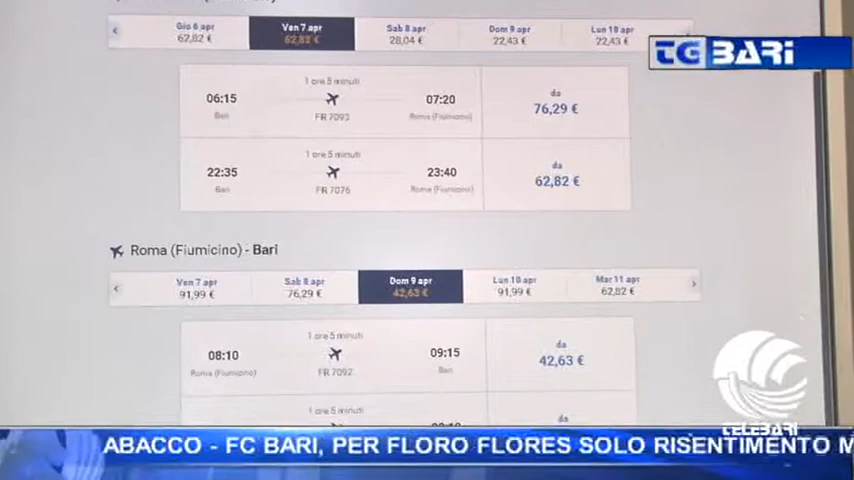 Gio 6 apr
62,82 €
Ven 7 apr
62,82 €
Sab 8 apr
28,04 €
Dom 9 apr
22,43 €
Lun 10 apr
22,43 €
TG BARI
1 ore 5 minuti
06:15
07:20
Bari
FR 7093
Roma (Fiumicino)
da
76,29 €
1 ore 5 minuti
22:35
23:40
Bari
FR 7076
Roma (Fiumicino)
da
62,82 €
Roma (Fiumicino) - Bari
Ven 7 apr
91,99 €
Sab 8 apr
76,29 €
Dom 9 apr
42,63 €
Lun 10 apr
91,99 €
Mar 11 apr
62,82 €
1 ore 5 minuti
08:10
09:15
Roma (Fiumicino)
FR 7092
Bari
da
42,63 €
1 ore 5 minuti
da
TELEBARI
ABACCO - FC BARI, PER FLORO FLORES SOLO RISENTIMENTO M